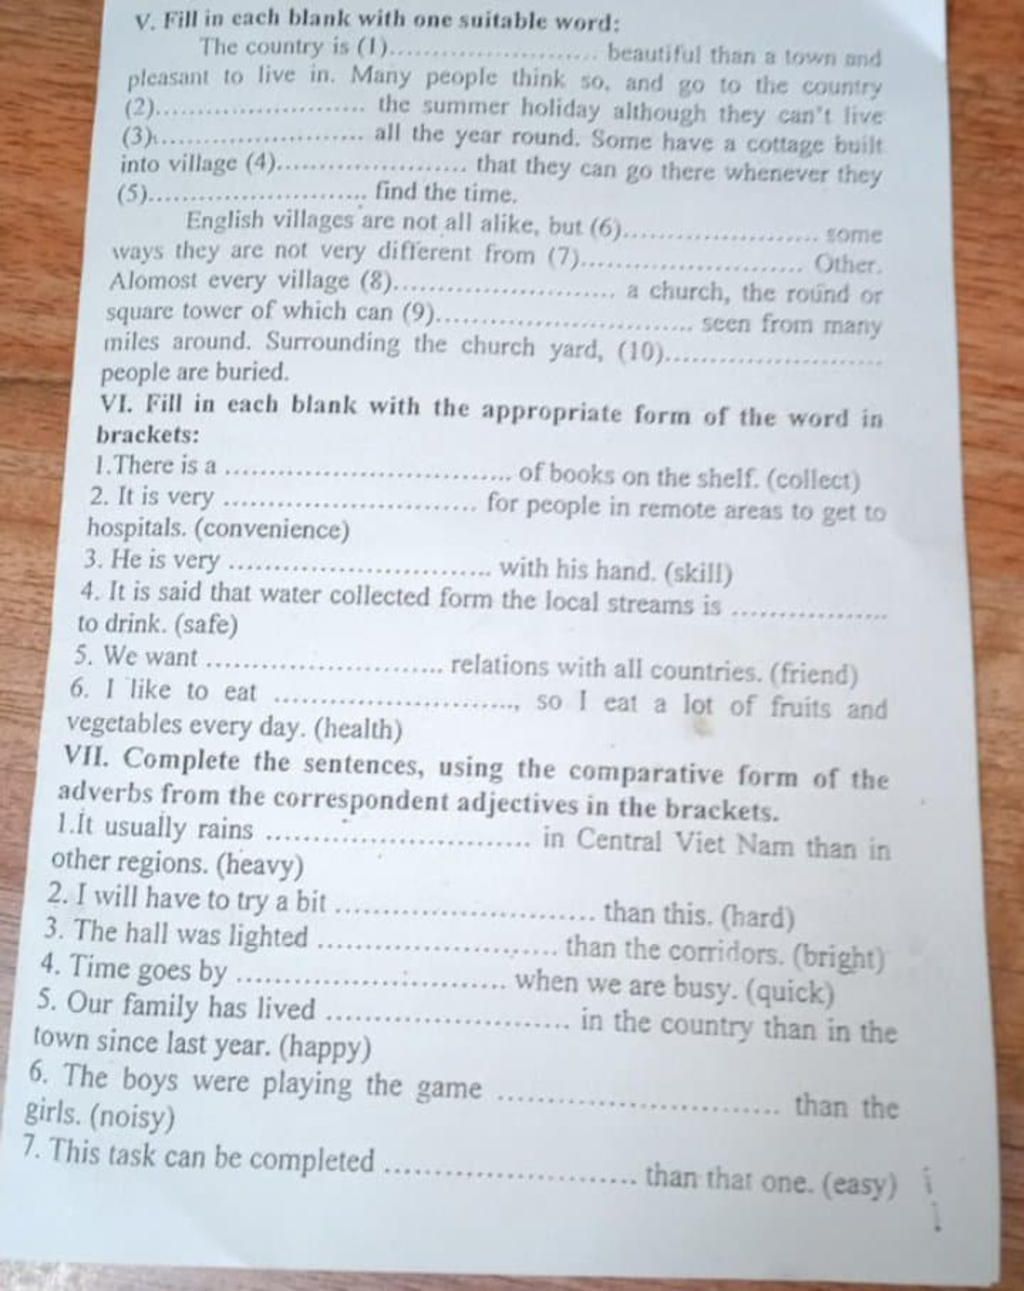 V. Fill in each blank with one suitable word:
The country is (1)........................ beautiful than a town and
pleasant to live in. Many people think so, and go to the country
(2)........................ the summer holiday although they can't live
(3)........................ all the year round. Some have a cottage built
into village (4)........................ that they can go there whenever they
(5)........................ find the time.
English villages are not all alike, but (6)........................ some
ways they are not very different from (7)........................ Other.
Alomost every village (8)........................ a church, the round or
square tower of which can (9)........................ seen from many
miles around. Surrounding the church yard, (10)........................
people are buried.
VI. Fill in each blank with the appropriate form of the word in
brackets:
1.There is a ........................ of books on the shelf. (collect)
2. It is very ........................ for people in remote areas to get to
hospitals. (convenience)
3. He is very ........................ with his hand. (skill)
4. It is said that water collected form the local streams is ................
to drink. (safe)
5. We want ........................ relations with all countries. (friend)
6. I like to eat ........................, so I eat a lot of fruits and
vegetables every day. (health)
VII. Complete the sentences, using the comparative form of the
adverbs from the correspondent adjectives in the brackets.
1.It usually rains ........................ in Central Viet Nam than in
other regions. (heavy)
2. I will have to try a bit ........................ than this. (hard)
3. The hall was lighted ........................ than the corridors. (bright)
4. Time goes by ........................ when we are busy. (quick)
5. Our family has lived ........................ in the country than in the
town since last year. (happy)
6. The boys were playing the game ........................ than the
girls. (noisy)
7. This task can be completed ........................ than that one. (easy)